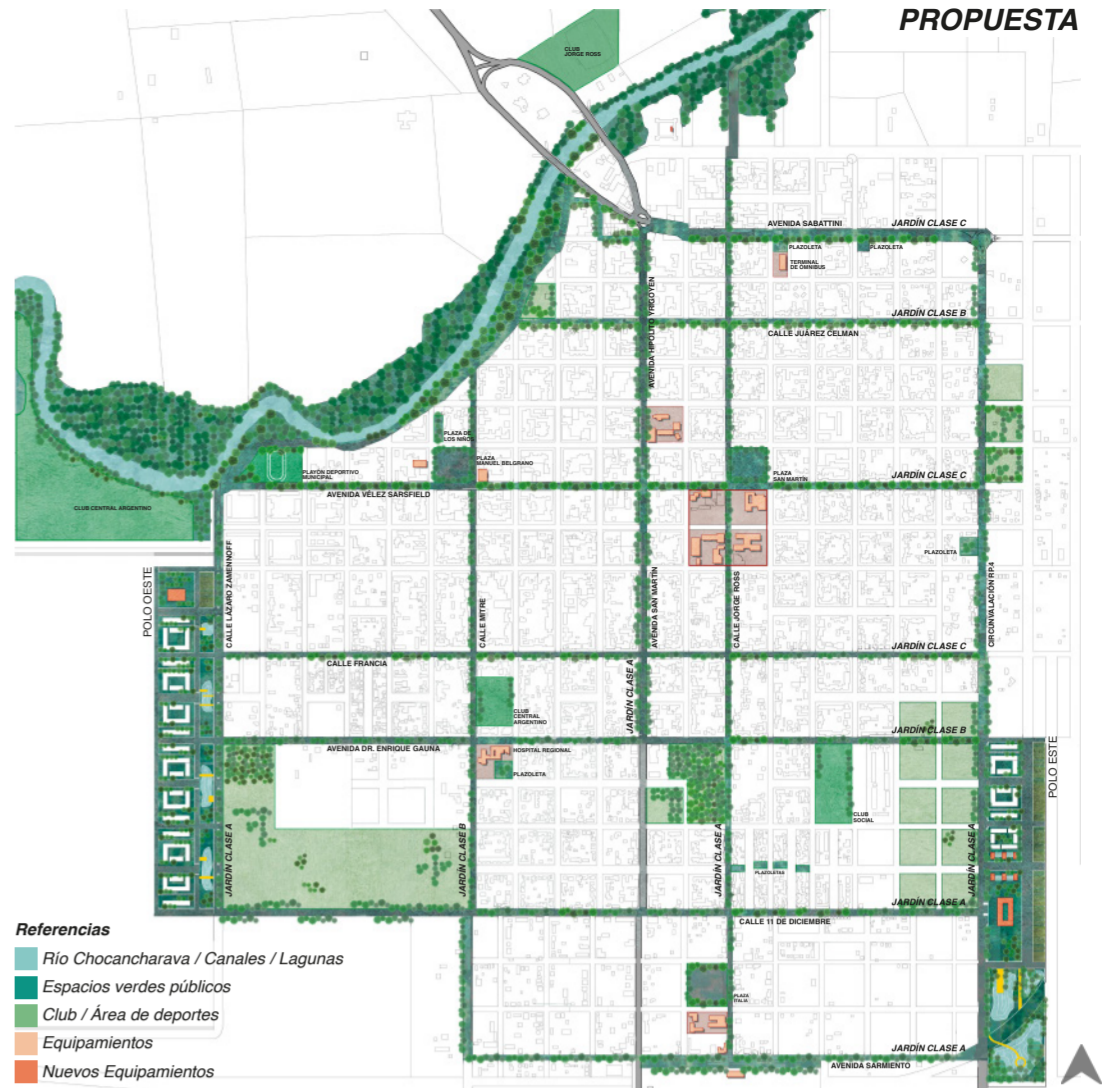 PROPUESTA
CLUB
JORGE ROSS
AVENIDA SABATTINI
JARDÍN CLASE C
PLAZOLETA
PLAZOLETA
TERMINAL
DE ÓMNIBUS
AVENIDA HIPÓLITO YRIGOYEN
JARDÍN CLASE B
CALLE JUÁREZ CELMAN
PLAZA DE
LOS NIÑOS
PLAZA
MANUEL BELGRANO
PLAYÓN DEPORTIVO
MUNICIPAL
PLAZA
SAN MARTÍN
JARDÍN CLASE C
AVENIDA VÉLEZ SARSFIELD
CLUB CENTRAL ARGENTINO
PLAZOLETA
POLO OESTE
CALLE LÁZARO ZAMENNOFF
CALLE MITRE
AVENIDA SAN MARTÍN
CALLE JORGE ROSS
CIRCUNVALACIÓN RP.4
JARDÍN CLASE C
CALLE FRANCIA
JARDÍN CLASE A
CLUB
CENTRAL
ARGENTINO
JARDÍN CLASE B
AVENIDA DR. ENRIQUE GAUNA
HOSPITAL REGIONAL
PLAZOLETA
POLO ESTE
CLUB
SOCIAL
JARDÍN CLASE A
JARDÍN CLASE B
JARDÍN CLASE A
JARDÍN CLASE A
PLAZOLETAS
JARDÍN CLASE A
CALLE 11 DE DICIEMBRE
PLAZA
ITALIA
JARDÍN CLASE A
AVENIDA SARMIENTO
Referencias
Río Chocancharava / Canales / Lagunas
Espacios verdes públicos
Club / Área de deportes
Equipamientos
Nuevos Equipamientos